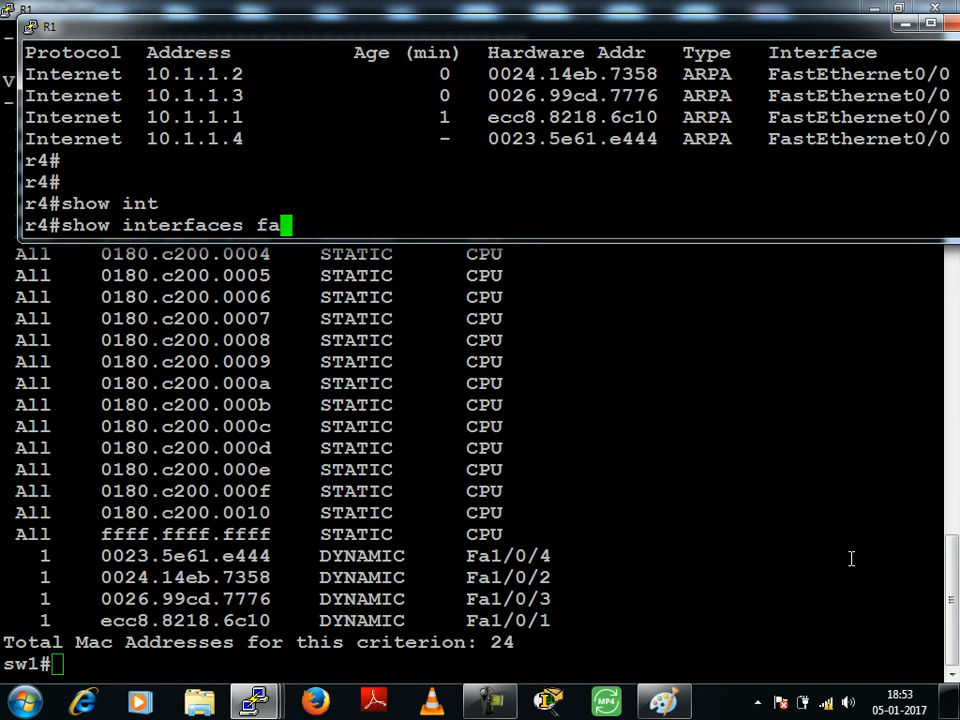 R1
R1
Protocol Address Age (min) Hardware Addr Type Interface
Internet 10.1.1.2 0 0024.14eb.7358 ARPA FastEthernet0/0
Internet 10.1.1.3 0 0026.99cd.7776 ARPA FastEthernet0/0
Internet 10.1.1.1 1 ecc8.8218.6c10 ARPA FastEthernet0/0
Internet 10.1.1.4 - 0023.5e61.e444 ARPA FastEthernet0/0
r4#
r4#
r4#show int
r4#show interfaces fa
All 0180.c200.0004 STATIC CPU
All 0180.c200.0005 STATIC CPU
All 0180.c200.0006 STATIC CPU
All 0180.c200.0007 STATIC CPU
All 0180.c200.0008 STATIC CPU
All 0180.c200.0009 STATIC CPU
All 0180.c200.000a STATIC CPU
All 0180.c200.000b STATIC CPU
All 0180.c200.000c STATIC CPU
All 0180.c200.000d STATIC CPU
All 0180.c200.000e STATIC CPU
All 0180.c200.000f STATIC CPU
All 0180.c200.0010 STATIC CPU
All ffff.ffff.ffff STATIC CPU
1 0023.5e61.e444 DYNAMIC Fa1/0/4
1 0024.14eb.7358 DYNAMIC Fa1/0/2
1 0026.99cd.7776 DYNAMIC Fa1/0/3
1 ecc8.8218.6c10 DYNAMIC Fa1/0/1
Total Mac Addresses for this criterion: 24
sw1#
MP4
18:53
05-01-2017